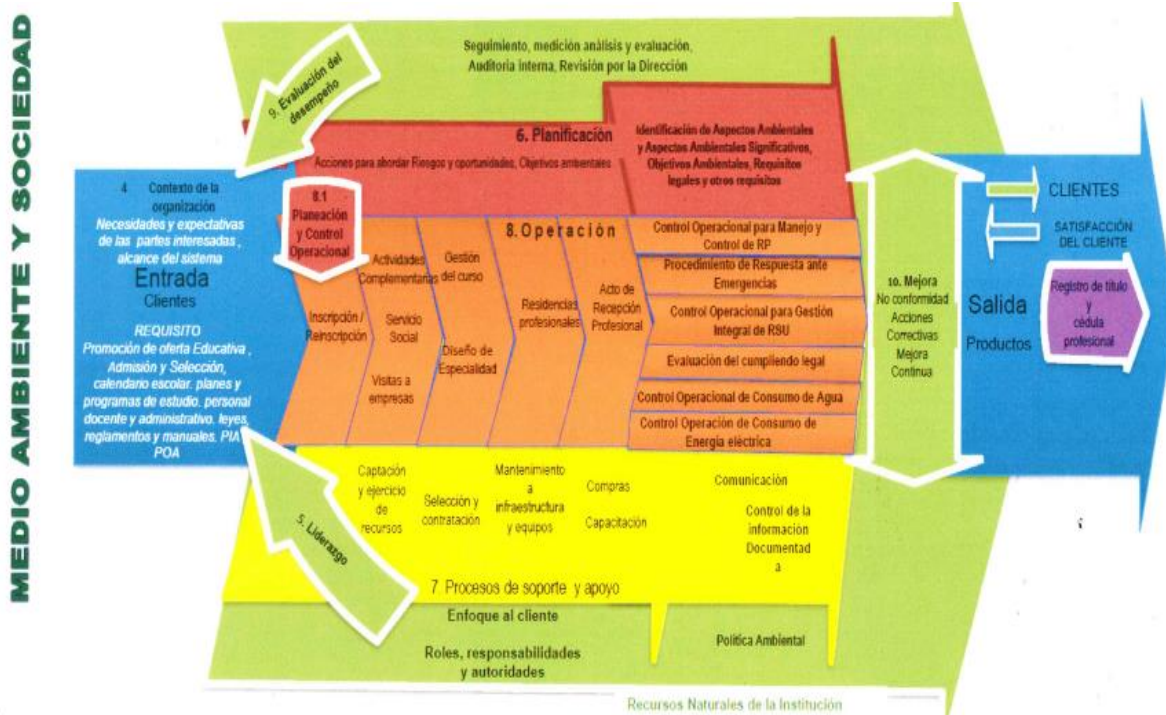 MEDIO AMBIENTE Y SOCIEDAD
Seguimiento, medición análisis y evaluación,
Auditoria interna, Revisión por la Dirección
9. Evaluación del
desempeño
6. Planificación
Acciones para abordar Riesgos y oportunidades, Objetivos ambientales
Identificación de Aspectos Ambientales
y Aspectos Ambientales Significativos,
Objetivos Ambientales, Requisitos
legales y otros requisitos
4 Contexto de la
organización
Necesidades y expectativas
de las partes interesadas ,
alcance del sistema
Entrada
Clientes
REQUISITO
Promoción de oferta Educativa ,
Admisión y Selección,
calendario escolar. planes y
programas de estudio. personal
docente y administrativo. leyes,
reglamentos y manuales. PIA
POA
8.1
Planeación
y Control
Operacional
8. Operación
Inscripción /
Reinscripción
Actividades
Complementarias
Servicio
Social
Visitas a
empresas
Gestión
del curso
Diseño de
Especialidad
Residencias
profesionales
Acto de
Recepción
Profesional
Control Operacional para Manejo y
Control de RP
Procedimiento de Respuesta ante
Emergencias
Control Operacional para Gestión
Integral de RSU
Evaluación del cumpliendo legal
Control Operacional de Consumo de Agua
Control Operación de Consumo de
Energía eléctrica
10. Mejora
No conformidad
Acciones
Correctivas
Mejora
Continua
CLIENTES
SATISFACCIÓN
DEL CLIENTE
Salida
Productos
Registro de título
y
cédula
profesional
5. Liderazgo
Captación
y ejercicio
de
recursos
Selección y
contratación
Mantenimiento
a
infraestructura
y equipos
Compras
Capacitación
Comunicación
Control de la
información
Documentad
a
7 Procesos de soporte y apoyo
Enfoque al cliente
Roles, responsabilidades
y autoridades
Política Ambiental
Recursos Naturales de la Institución